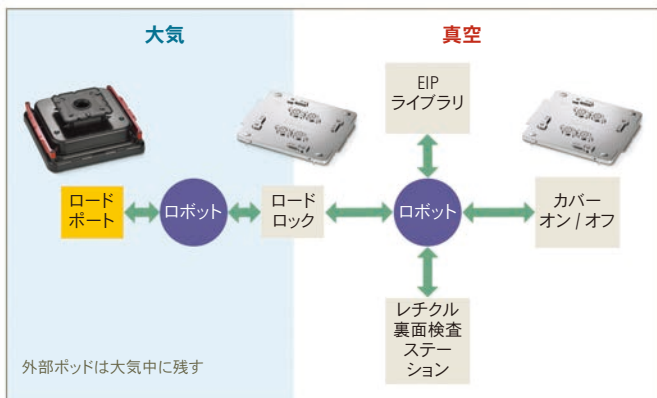 大気
真空
EIP
ライブラリ
ロード
ポート
ロボット
ロード
ロック
ロボット
カバー
オン / オフ
レチクル
裏面検査
ステー
ション
外部ポッドは大気中に残す